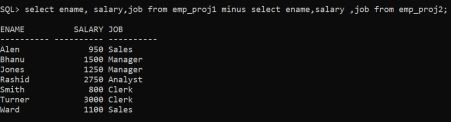 SQL> select ename, salary,job from emp_proj1 minus select ename,salary ,job from emp_proj2;
ENAME SALARY JOB
---------- ---------- ----------
Alen 950 Sales
Bhanu 1500 Manager
Jones 1250 Manager
Rashid 2750 Analyst
Smith 800 Clerk
Turner 3000 Clerk
Ward 1100 Sales